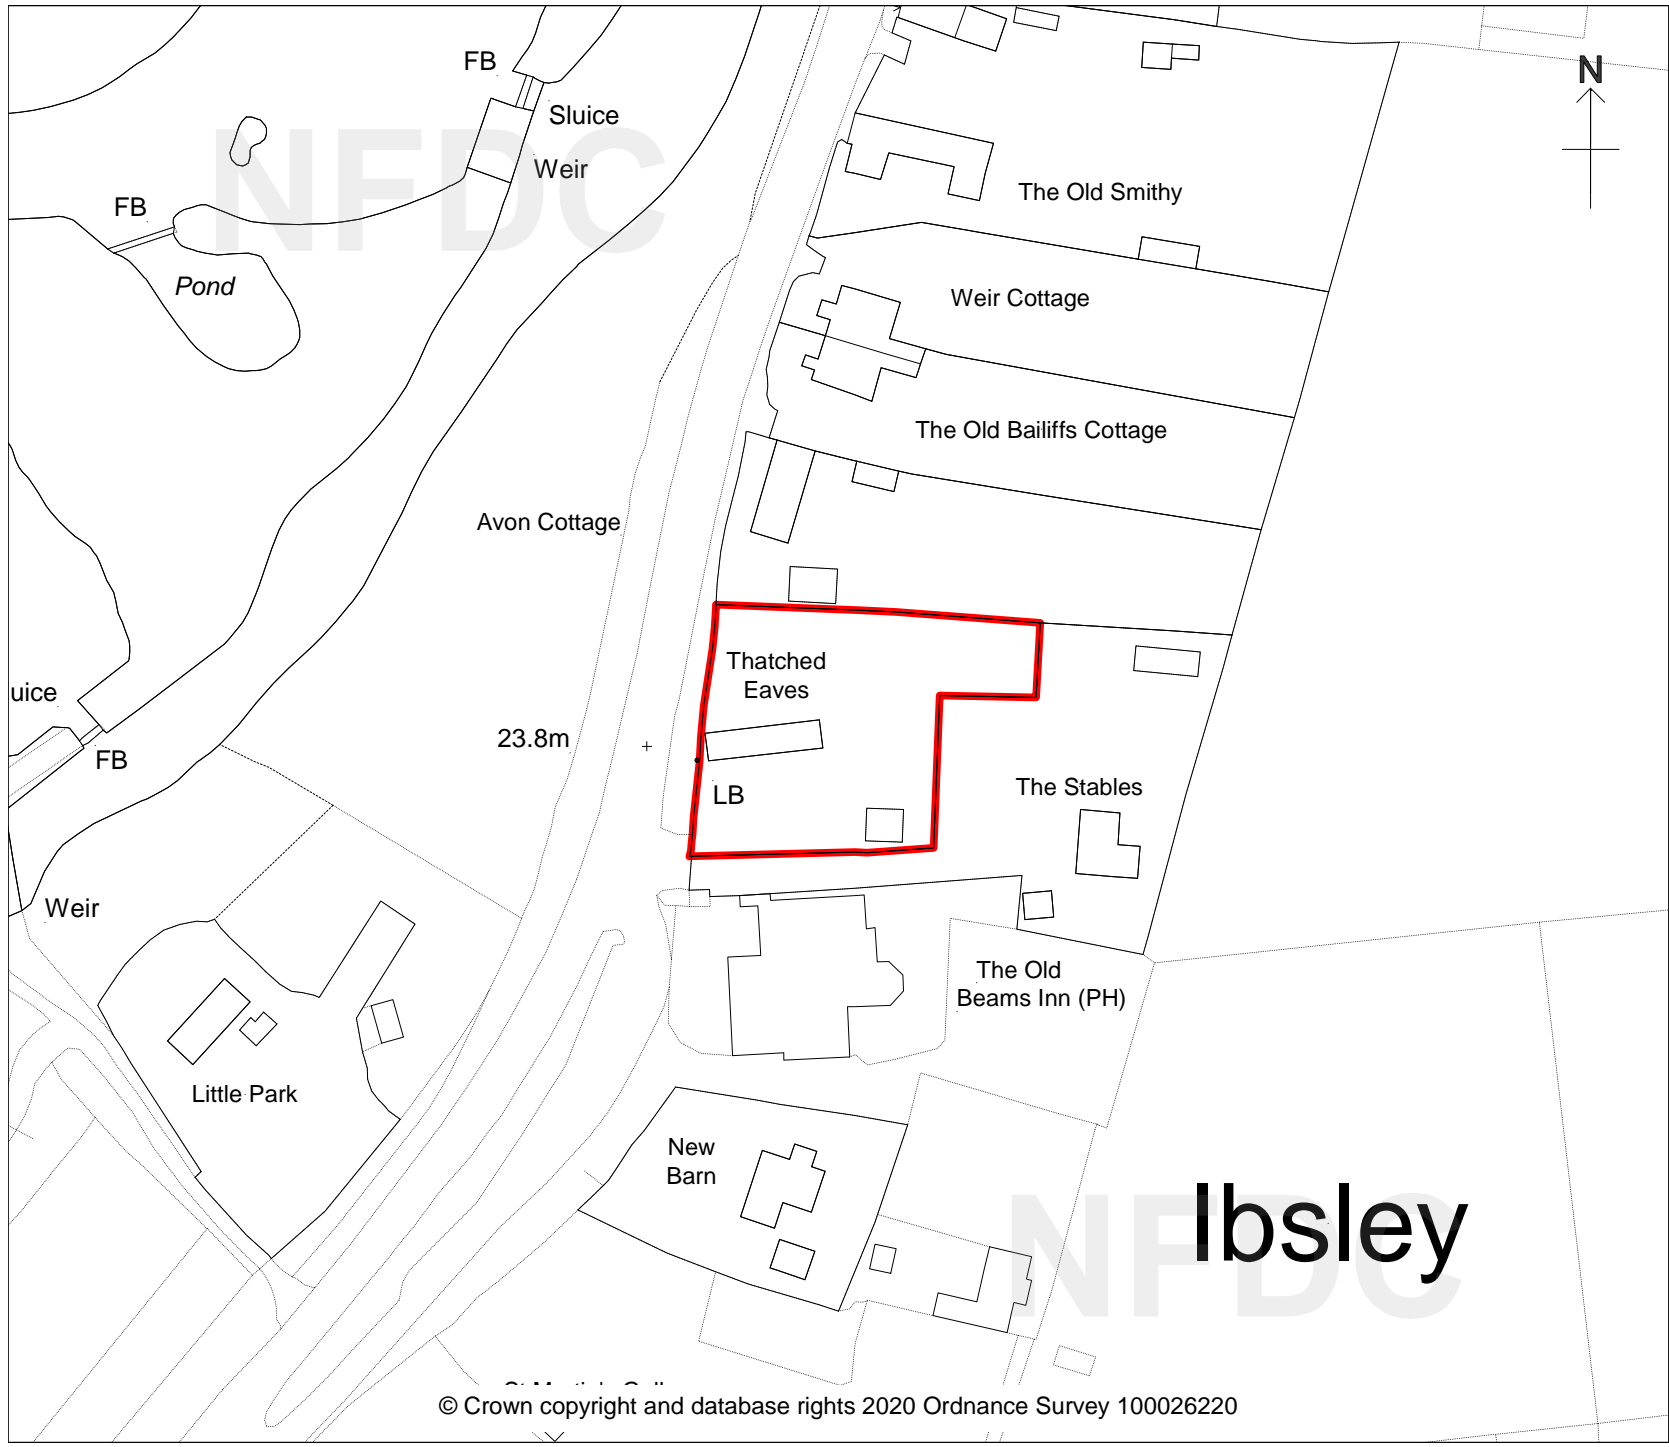 FB
Sluice
Weir
N
NFDC
FB
The Old Smithy
Pond
Weir Cottage
The Old Bailiffs Cottage
Avon Cottage
Thatched
Eaves
uice
23.8m
FB
The Stables
LB
Weir
The Old
Beams Inn (PH)
Little Park
New
Barn
Ibsley
NFDC
© Crown copyright and database rights 2020 Ordnance Survey 100026220